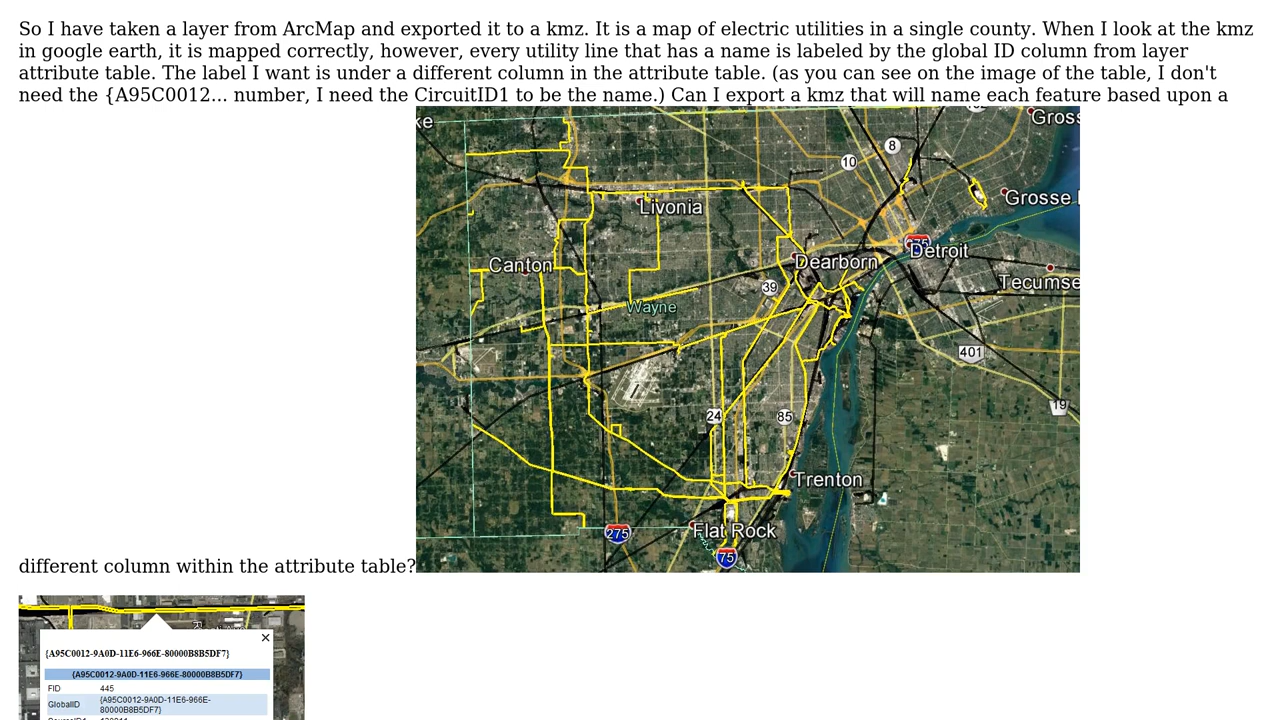 So I have taken a layer from ArcMap and exported it to a kmz. It is a map of electric utilities in a single county. When I look at the kmz
in google earth, it is mapped correctly, however, every utility line that has a name is labeled by the global ID column from layer
attribute table. The label I want is under a different column in the attribute table. (as you can see on the image of the table, I don't
need the {A95C0012... number, I need the CircuitID1 to be the name.) Can I export a kmz that will name each feature based upon a
different column within the attribute table?
ke
Gross
8
10
Livonia
Grosse
Detroit
Canton
Dearborn
Tecumse
39
Wayne
401
19
24
85
Trenton
275
Flat Rock
75
{A95C0012-9A0D-11E6-966E-80000B8B5DF7}
{A95C0012-9A0D-11E6-966E-80000B8B5DF7}
FID 445
GlobalID {A95C0012-9A0D-11E6-966E-
80000B8B5DF7}